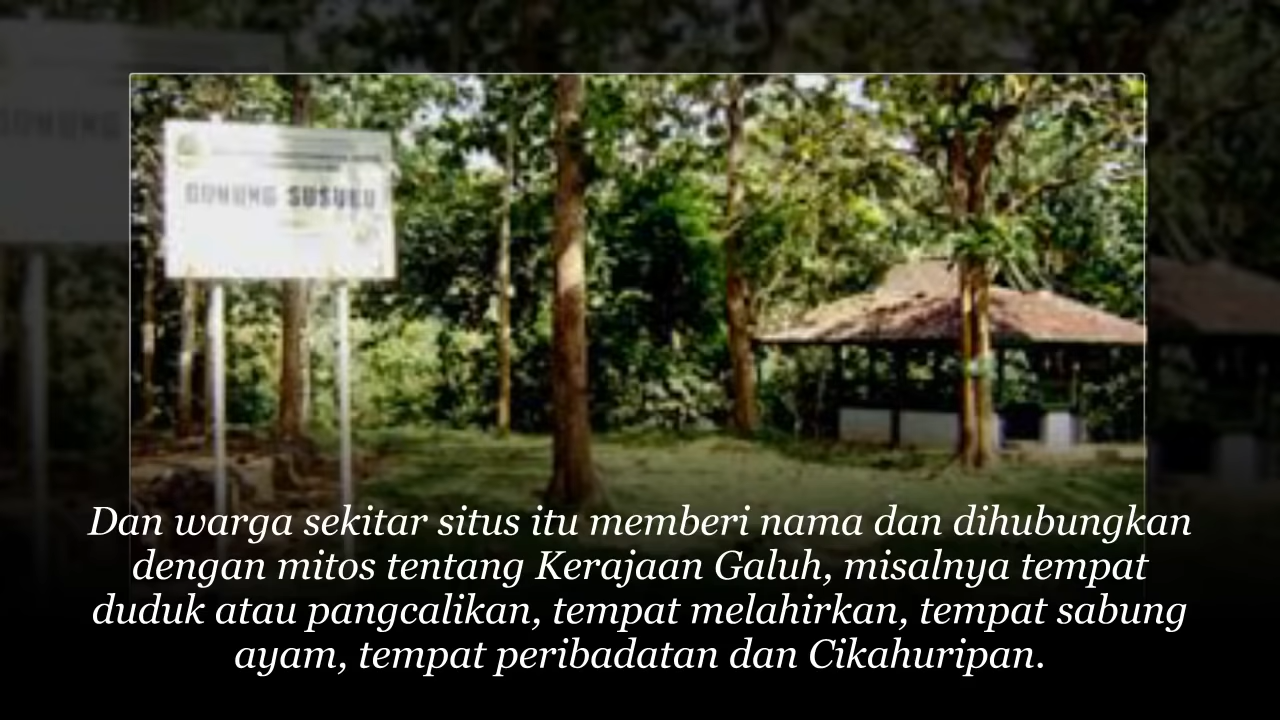 GUNUNG SUSURU
Dan warga sekitar situs itu memberi nama dan dihubungkan
dengan mitos tentang Kerajaan Galuh, misalnya tempat
duduk atau pangcalikan, tempat melahirkan, tempat sabung
ayam, tempat peribadatan dan Cikahuripan.